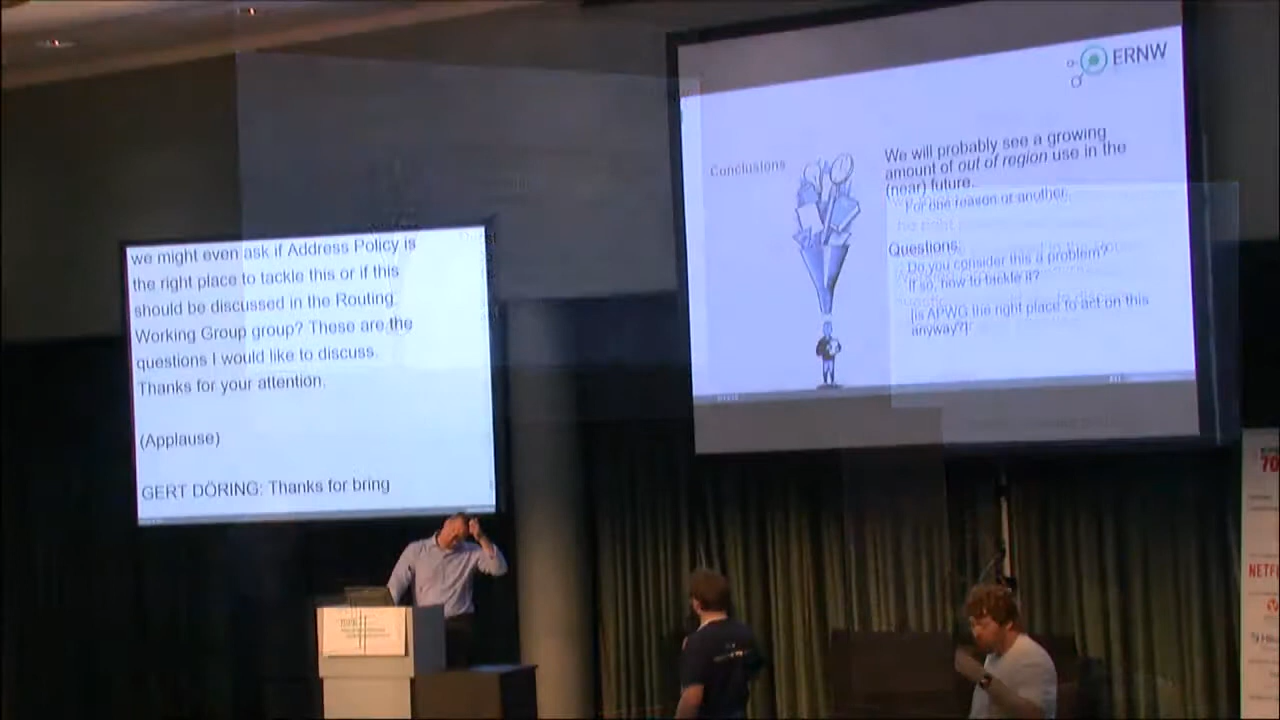 we might even ask if Address Policy is
the right place to tackle this or if this
should be discussed in the Routing
Working Group group? These are the
questions I would like to discuss.
Thanks for your attention.
(Applause)
GERT DÖRING: Thanks for bring
ERNW
Conclusions
We will probably see a growing
amount of out of region use in the
(near) future.
For one reason or another.
Questions:
Do you consider this a problem?
If so, how to tackle it?
[is APWG the right place to act on this
anyway?]
70
NETF